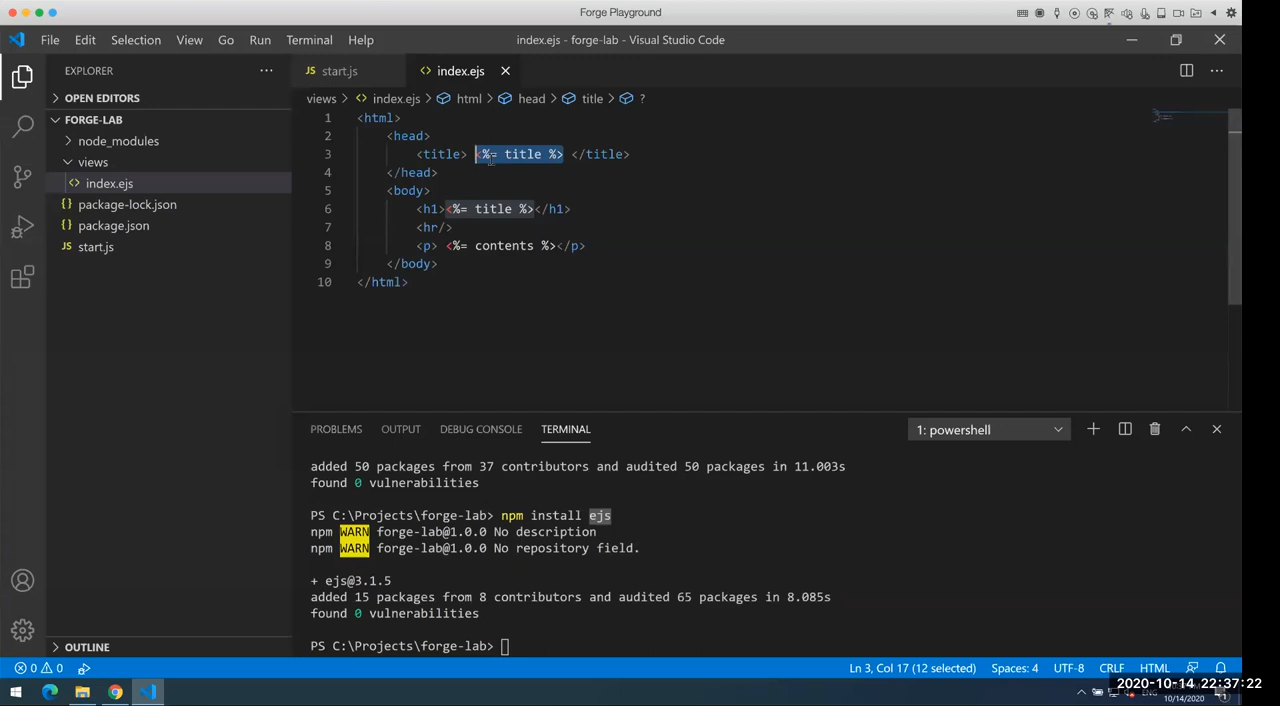 Forge Playground
File Edit Selection View Go Run Terminal Help index.ejs - forge-lab - Visual Studio Code
EXPLORER ···
OPEN EDITORS
FORGE-LAB
node_modules
views
<> index.ejs
{} package-lock.json
{} package.json
JS start.js
OUTLINE
JS start.js <> index.ejs
views > <> index.ejs > html > head > title > ?
1 <html>
2 <head>
3 <title> <%= title %> </title>
4 </head>
5 <body>
6 <h1><%= title %></h1>
7 <hr/>
8 <p> <%= contents %></p>
9 </body>
10 </html>
PROBLEMS OUTPUT DEBUG CONSOLE TERMINAL 1: powershell
added 50 packages from 37 contributors and audited 50 packages in 11.003s
found 0 vulnerabilities
PS C:\Projects\forge-lab> npm install ejs
npm WARN forge-lab@1.0.0 No description
npm WARN forge-lab@1.0.0 No repository field.
+ ejs@3.1.5
added 15 packages from 8 contributors and audited 65 packages in 8.085s
found 0 vulnerabilities
PS C:\Projects\forge-lab>
0 0 Ln 3, Col 17 (12 selected) Spaces: 4 UTF-8 CRLF HTML
2020-10-14 22:37:22
ENG
10/14/2020